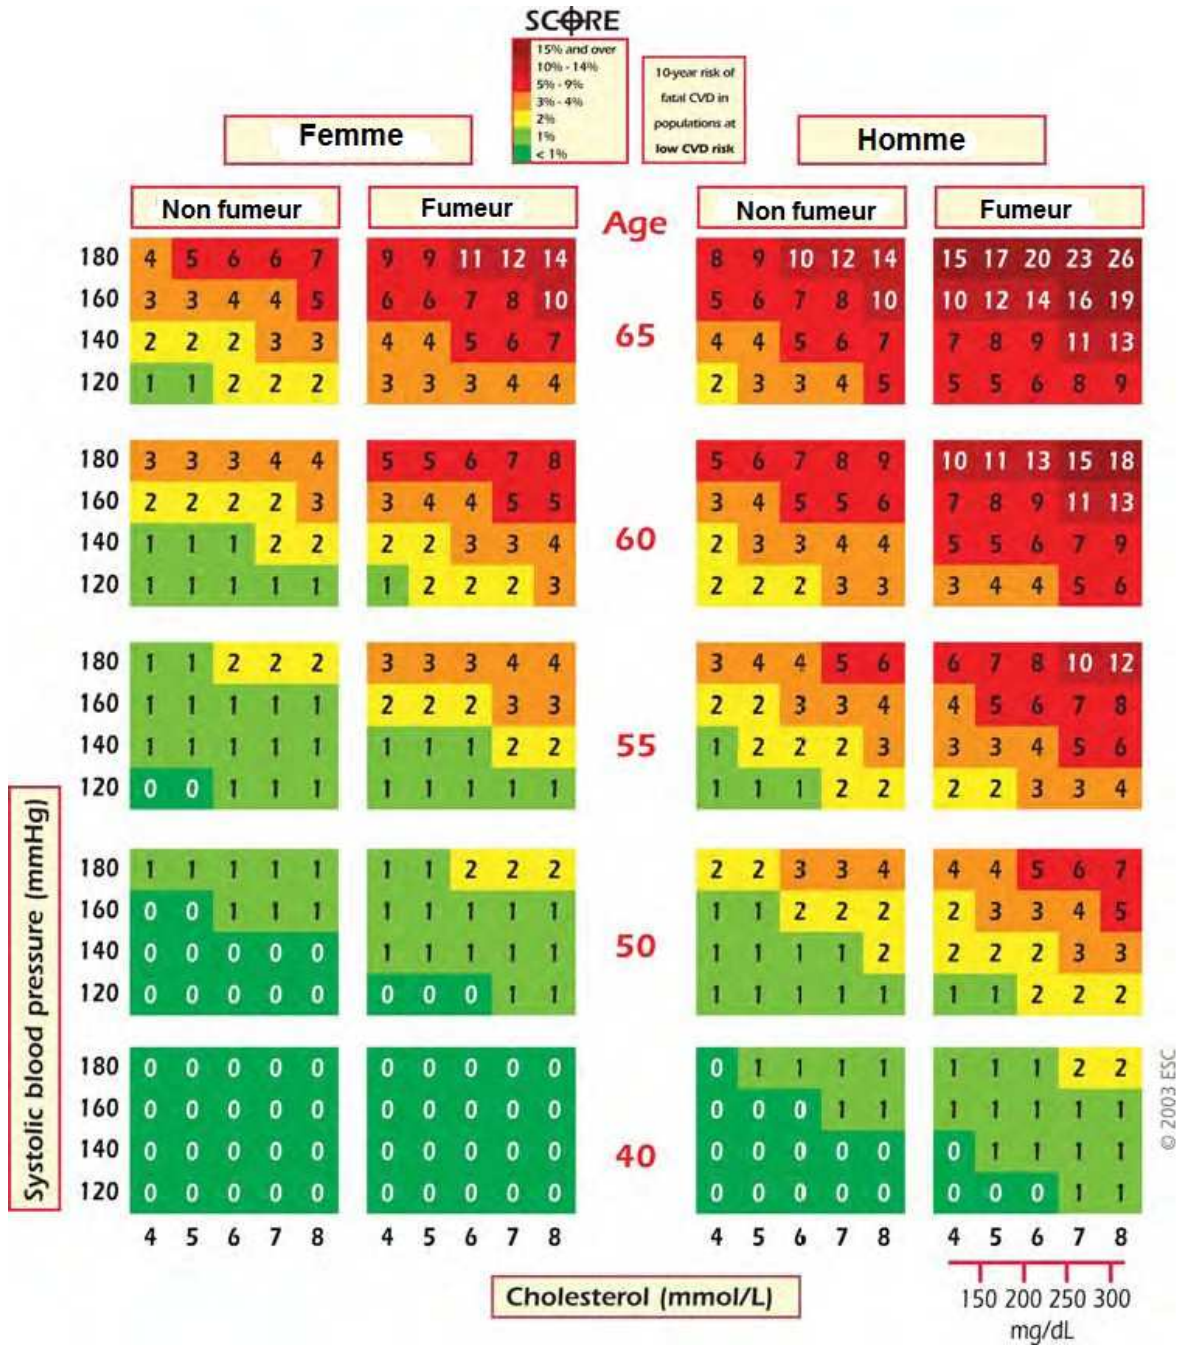 SCORE
15% and over
10% - 14%
5% - 9%
3% - 4%
2%
1%
< 1%
10-year risk of
fatal CVD in
populations at
low CVD risk
Femme
Homme
Non fumeur
Fumeur
Age
Non fumeur
Fumeur
180 4 5 6 6 7 9 9 11 12 14 8 9 10 12 14 15 17 20 23 26
160 3 3 4 4 5 6 6 7 8 10 5 6 7 8 10 10 12 14 16 19
65
140 2 2 2 3 3 4 4 5 6 7 4 4 5 6 7 7 8 9 11 13
120 1 1 2 2 2 3 3 3 4 4 2 3 3 4 5 5 5 6 8 9
180 3 3 3 4 4 5 5 6 7 8 5 6 7 8 9 10 11 13 15 18
160 2 2 2 2 3 3 4 4 5 5 3 4 5 5 6 7 8 9 11 13
60
140 1 1 1 2 2 2 2 3 3 4 2 3 3 4 4 5 5 6 7 9
120 1 1 1 1 1 1 2 2 2 3 2 2 2 3 3 3 4 4 5 6
180 1 1 2 2 2 3 3 3 4 4 3 4 4 5 6 6 7 8 10 12
160 1 1 1 1 1 2 2 2 3 3 2 2 3 3 4 4 5 6 7 8
55
140 1 1 1 1 1 1 1 1 2 2 1 2 2 2 3 3 3 4 5 6
120 0 0 1 1 1 1 1 1 1 1 1 1 1 2 2 2 2 3 3 4
180 1 1 1 1 1 1 1 2 2 2 2 2 3 3 4 4 4 5 6 7
160 0 0 1 1 1 1 1 1 1 1 1 1 2 2 2 2 3 3 4 5
50
140 0 0 0 0 0 1 1 1 1 1 1 1 1 1 2 2 2 2 3 3
120 0 0 0 0 0 0 0 0 1 1 1 1 1 1 1 1 1 2 2 2
180 0 0 0 0 0 0 0 0 0 0 0 1 1 1 1 1 1 1 2 2
160 0 0 0 0 0 0 0 0 0 0 0 0 0 1 1 1 1 1 1 1
40
140 0 0 0 0 0 0 0 0 0 0 0 0 0 0 0 0 1 1 1 1
120 0 0 0 0 0 0 0 0 0 0 0 0 0 0 0 0 0 0 1 1
4 5 6 7 8 4 5 6 7 8 4 5 6 7 8 4 5 6 7 8
Systolic blood pressure (mmHg)
Cholesterol (mmol/L)
150 200 250 300
mg/dL
© 2003 ESC